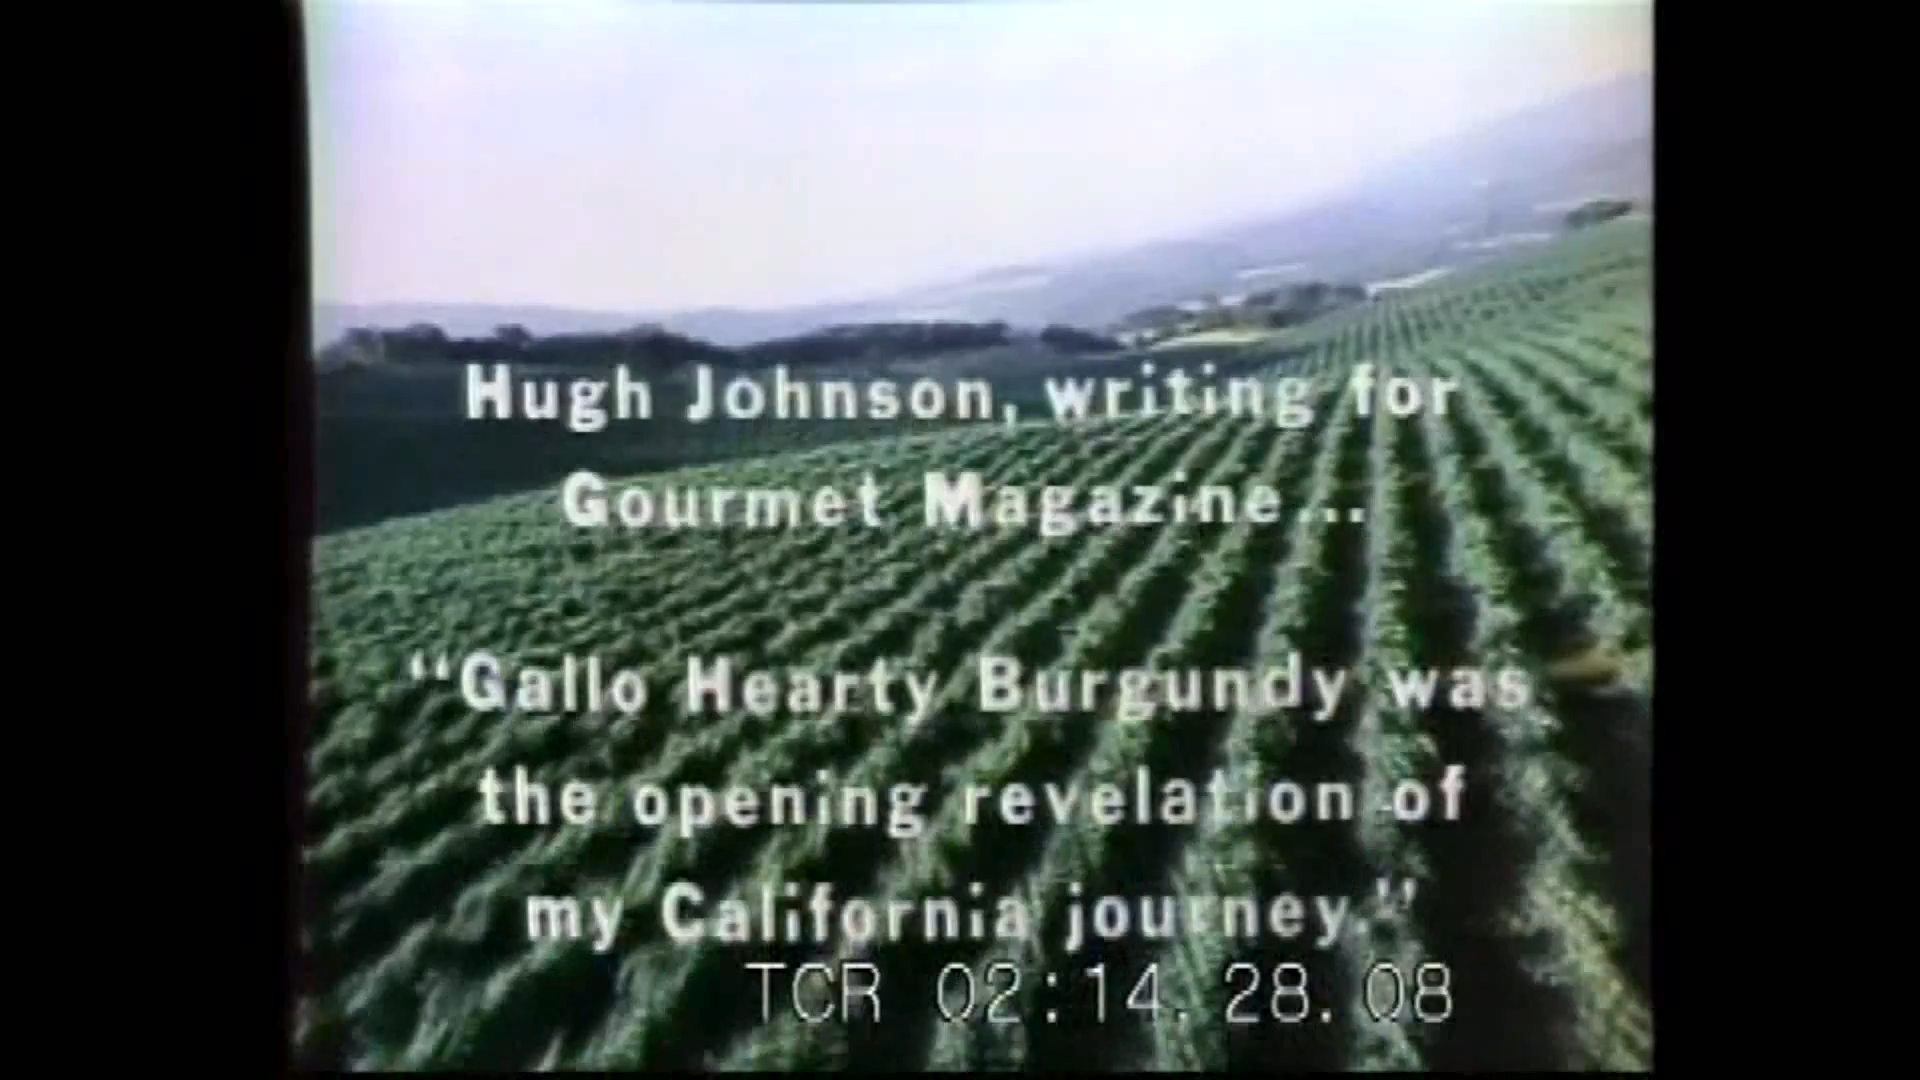 Hugh Johnson, writing for
Gourmet Magazine...
“Gallo Hearty Burgundy was
the opening revelation of
my California journey.”
TCR 02:14.28.08